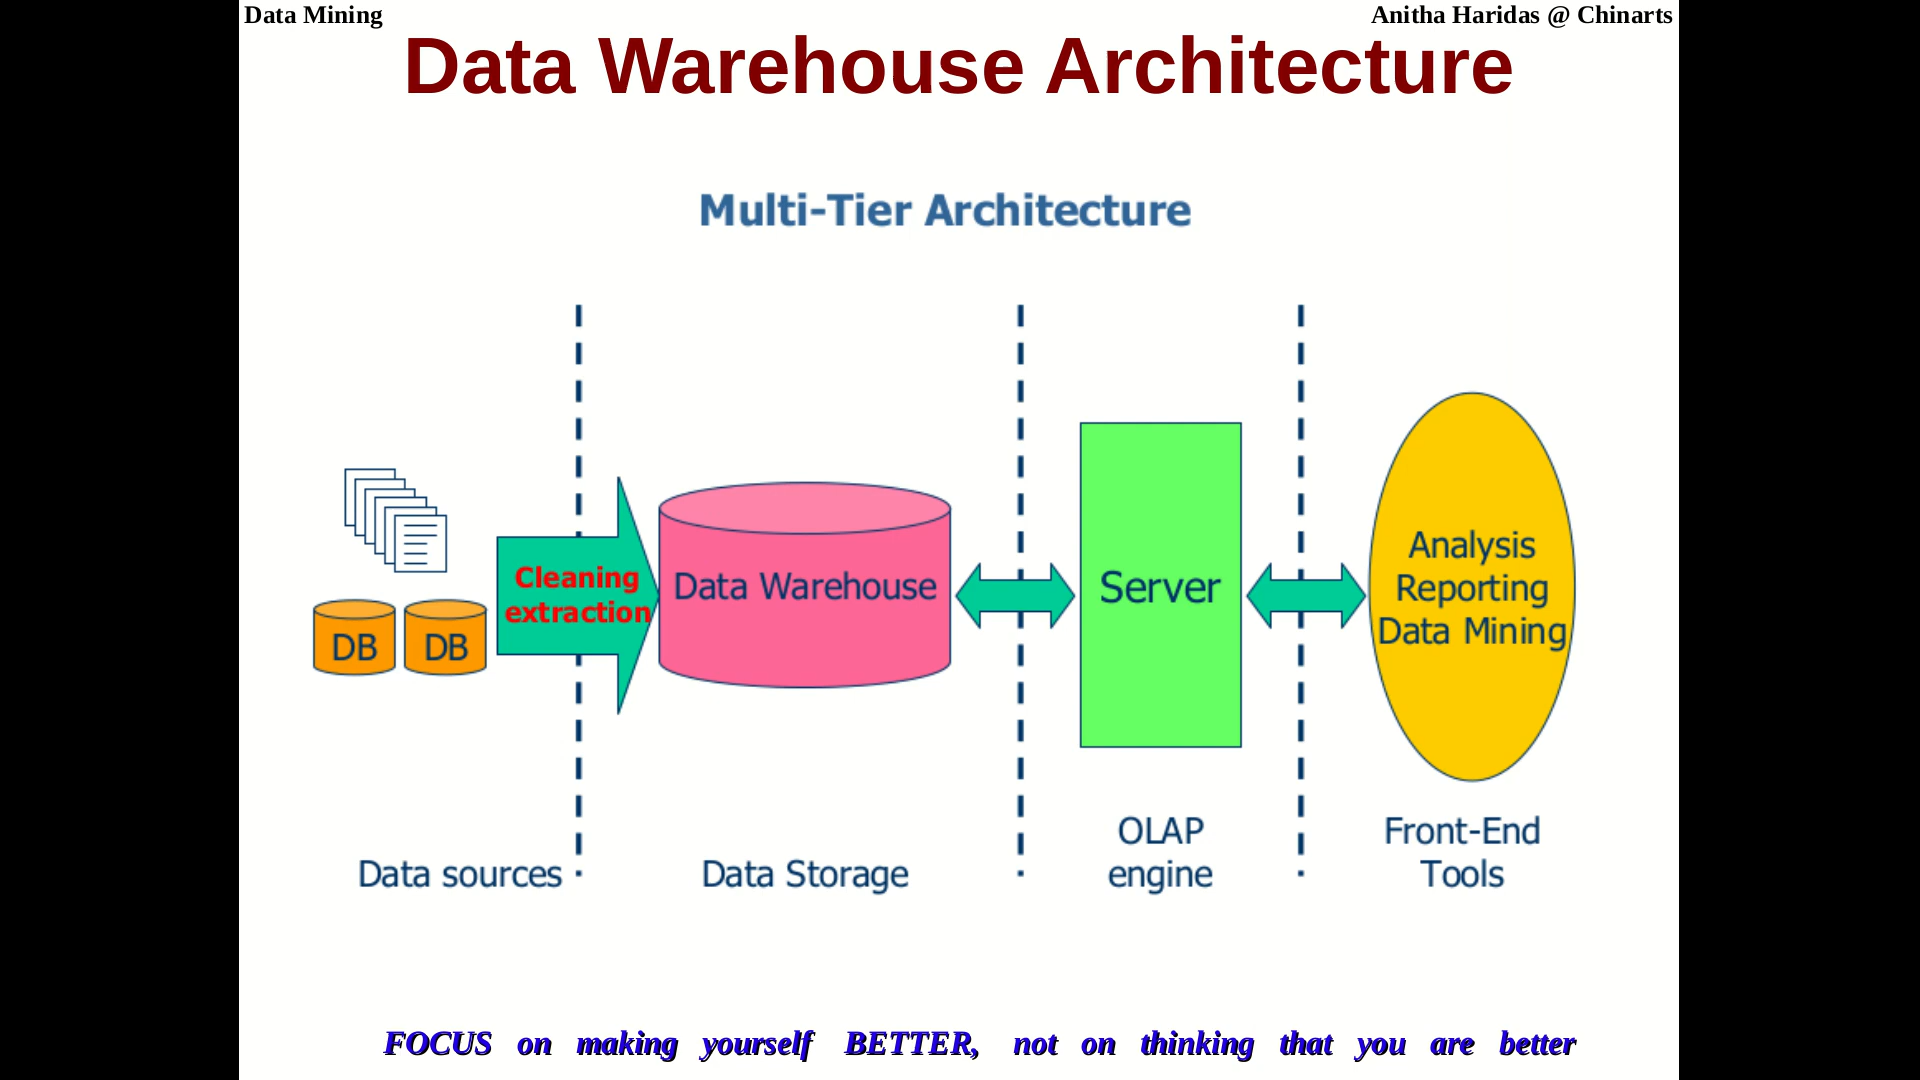 Data Mining
Anitha Haridas @ Chinarts
Data Warehouse Architecture
Multi-Tier Architecture
Cleaning
extraction
DB
DB
Data Warehouse
Server
Analysis
Reporting
Data Mining
Data sources
Data Storage
OLAP
engine
Front-End
Tools
FOCUS on making yourself BETTER, not on thinking that you are better